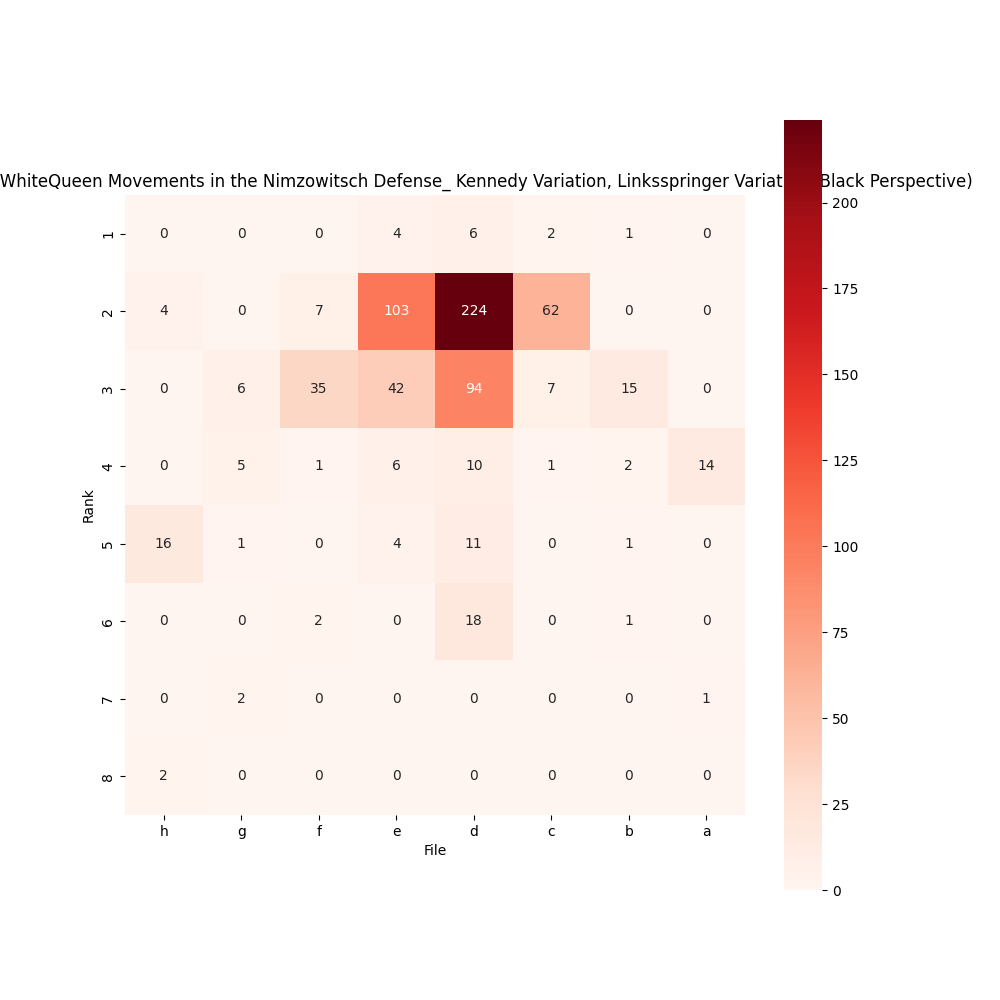 WhiteQueen Movements in the Nimzowitsch Defense_ Kennedy Variation, Linksspringer Variat Black Perspective)
1 0 0 0 4 6 2 1 0
2 4 0 7 103 224 62 0 0
3 0 6 35 42 94 7 15 0
4 0 5 1 6 10 1 2 14
5 16 1 0 4 11 0 1 0
6 0 0 2 0 18 0 1 0
7 0 2 0 0 0 0 0 1
8 2 0 0 0 0 0 0 0
Rank
h g f e d c b a
File
200
175
150
125
100
75
50
25
0